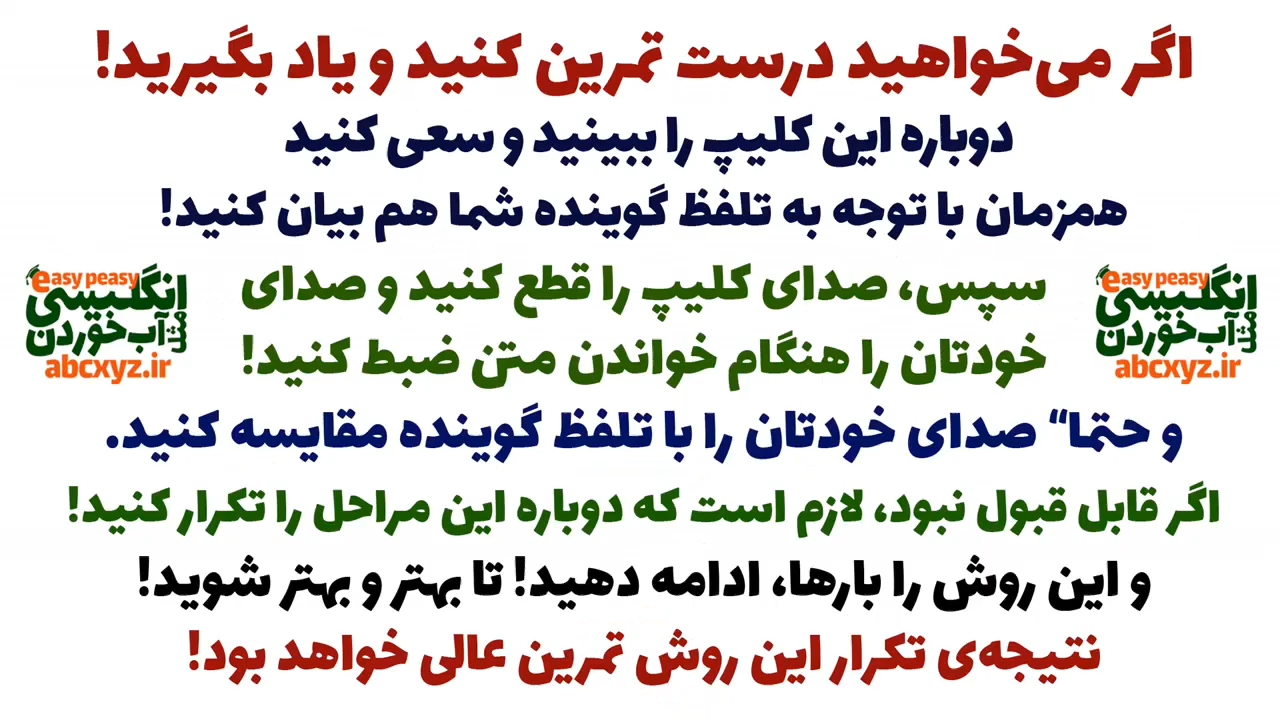 اگر می‌خواهید درست تمرین کنید و یاد بگیرید!
دوباره این کلیپ را ببینید و سعی کنید
همزمان با توجه به تلفظ گوینده شما هم بیان کنید!
سپس، صدای کلیپ را قطع کنید و صدای
خودتان را هنگام خواندن متن ضبط کنید!
و حتما“ صدای خودتان را با تلفظ گوینده مقایسه کنید.
اگر قابل قبول نبود، لازم است که دوباره این مراحل را تکرار کنید!
و این روش را بارها، ادامه دهید! تا بهتر و بهتر شوید!
نتیجه‌ی تکرار این روش تمرین عالی خواهد بود!
easy peasy
انگلیسی
مثل آب خوردن
abcxyz.ir
easy peasy
انگلیسی
مثل آب خوردن
abcxyz.ir